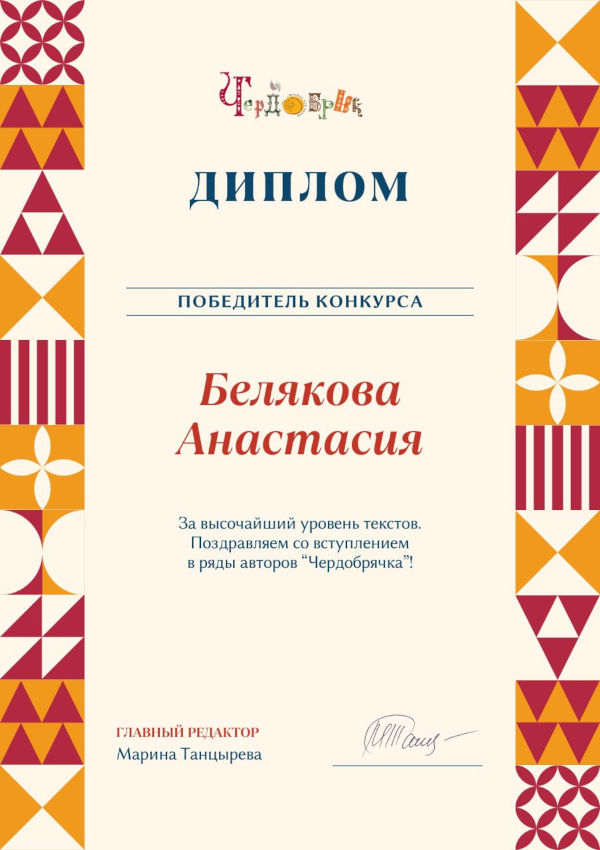 ЧерДОБРЯК
ДИПЛОМ
ПОБЕДИТЕЛЬ КОНКУРСА
Белякова
Анастасия
За высочайший уровень текстов.
Поздравляем со вступлением
в ряды авторов “Чердобрячка”!
ГЛАВНЫЙ РЕДАКТОР
Марина Танцырева